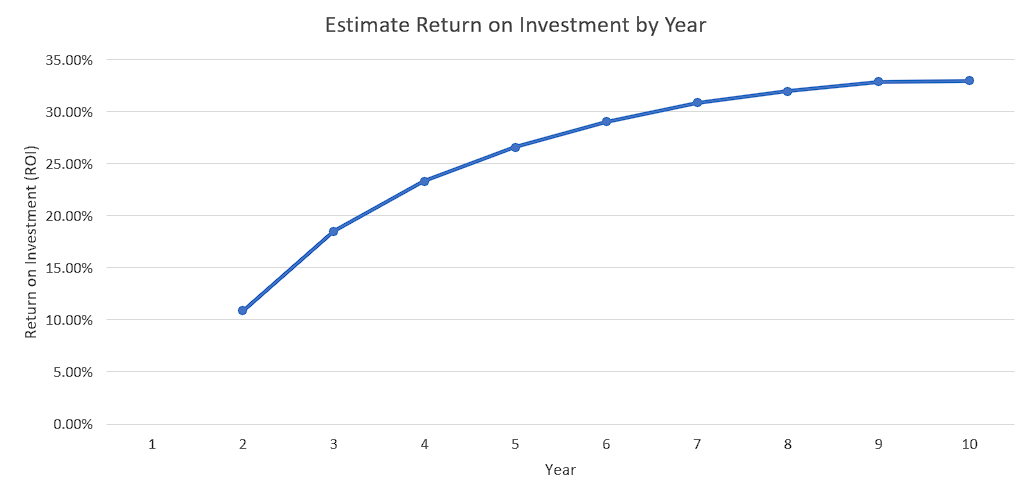 Estimate Return on Investment by Year
35.00%
30.00%
25.00%
20.00%
15.00%
10.00%
5.00%
0.00%
Return on Investment (ROI)
1 2 3 4 5 6 7 8 9 10
Year